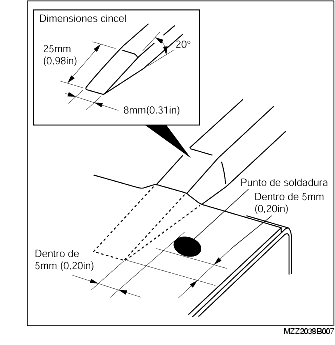 Dimensiones cincel
25mm
(0,98in)
20°
8mm(0.31in)
Punto de soldadura
Dentro de 5mm
(0,20in)
Dentro de
5mm (0,20in)
MZZ2039B007